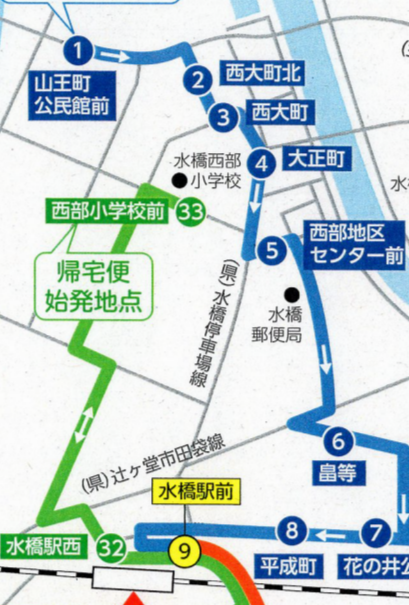 1
山王町
公民館前
2
西大町北
3
西大町
水橋西部
小学校
4
大正町
西部小学校前
33
帰宅便
始発地点
5
西部地区
センター前
(県)水橋停車場線
水橋
郵便局
(県)辻ヶ堂市田袋線
6
畠等
水橋駅前
水橋駅西
32
9
8
平成町
7
花の井公
水